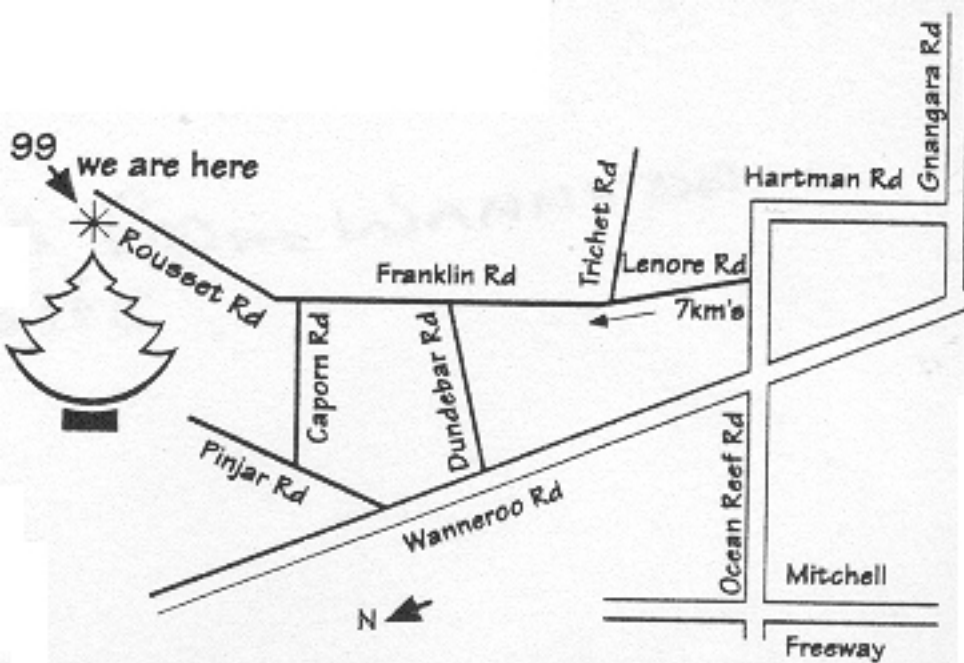 99
we are here
Rousset Rd
Franklin Rd
Trichet Rd
Lenore Rd
7km's
Hartman Rd
Gnangara Rd
Caporn Rd
Dundebar Rd
Pinjar Rd
Wanneroo Rd
Ocean Reef Rd
N
Mitchell
Freeway